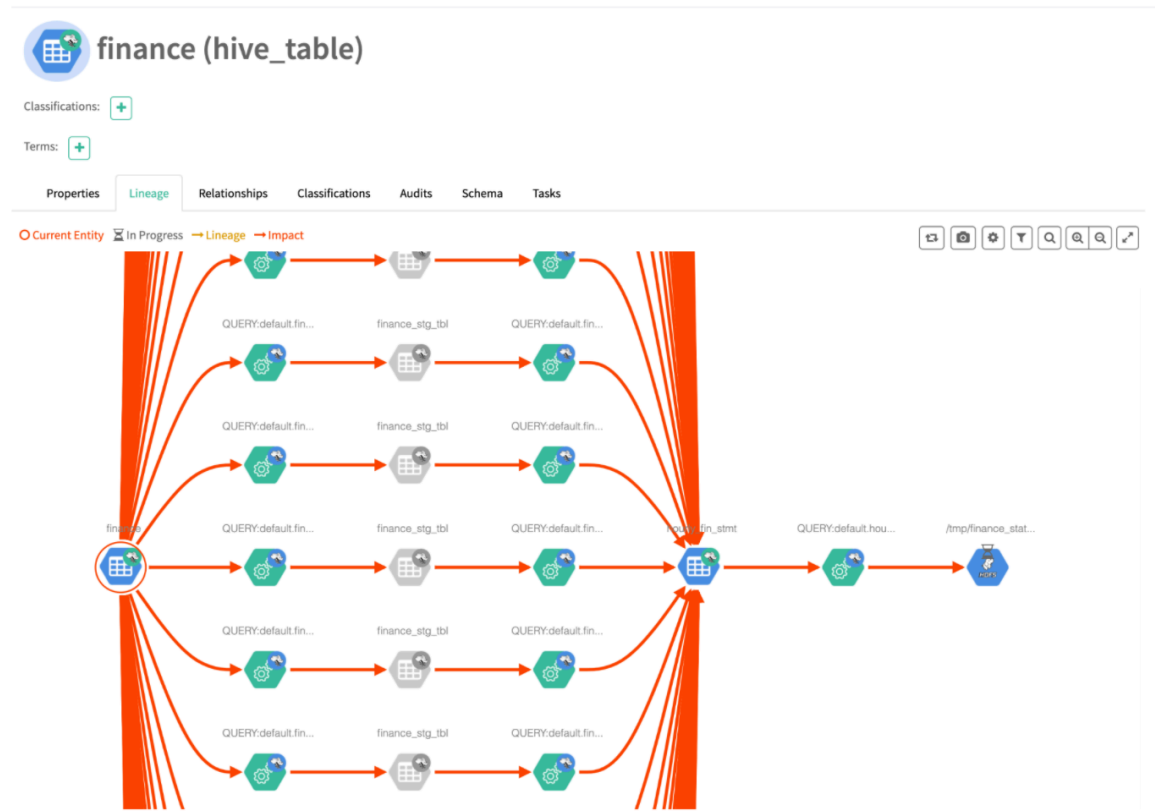 finance (hive_table)
Classifications:
Terms:
Properties Lineage Relationships Classifications Audits Schema Tasks
Current Entity In Progress Lineage Impact
QUERY:default.fin... finance_stg_tbl QUERY:default.fin...
QUERY:default.fin... finance_stg_tbl QUERY:default.fin...
finance QUERY:default.fin... finance_stg_tbl QUERY:default.fin... hourly_fin_stmt QUERY:default.hou... /tmp/finance_stat...
HDFS
QUERY:default.fin... finance_stg_tbl QUERY:default.fin...
QUERY:default.fin... finance_stg_tbl QUERY:default.fin...